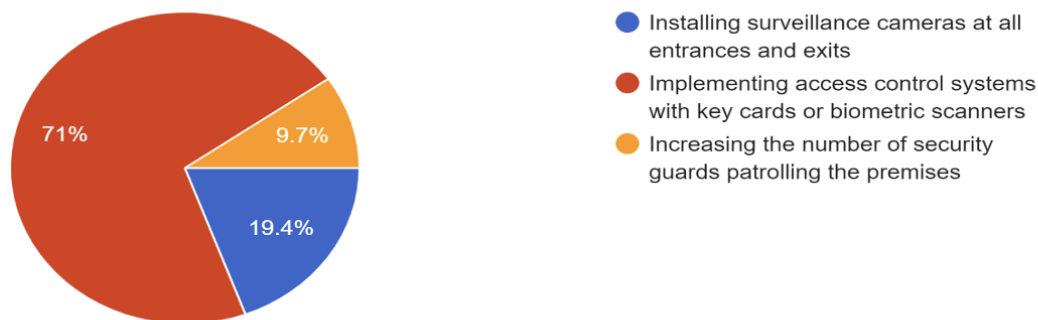 71%
9.7%
19.4%
Installing surveillance cameras at all
entrances and exits
Implementing access control systems
with key cards or biometric scanners
Increasing the number of security
guards patrolling the premises